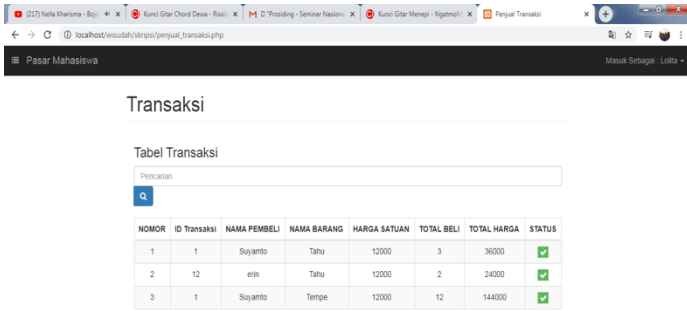 (217) Nella Kharisma - Bojo
Kunci Gitar Chord Dewa - Risal
"Prosiding - Seminar Nasiona
Kunci Gitar Menepi - Ngatmo
Penjual Transaksi
localhost/wisudah/skripsi/penjual_transaksi.php
Pasar Mahasiswa
Masuk Sebagai : Lolita
Transaksi
Tabel Transaksi
Pencarian
NOMOR ID Transaksi NAMA PEMBELI NAMA BARANG HARGA SATUAN TOTAL BELI TOTAL HARGA STATUS
1 1 Suyamto Tahu 12000 3 36000
2 12 erin Tahu 12000 2 24000
3 1 Suyamto Tempe 12000 12 144000